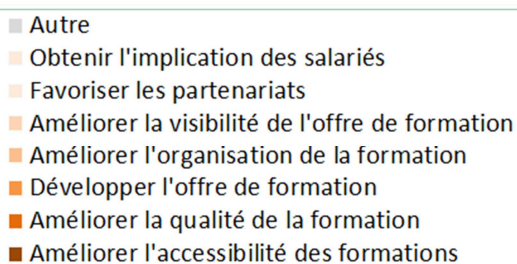 Autre
Obtenir l'implication des salariés
Favoriser les partenariats
Améliorer la visibilité de l'offre de formation
Améliorer l'organisation de la formation
Développer l'offre de formation
Améliorer la qualité de la formation
Améliorer l'accessibilité des formations